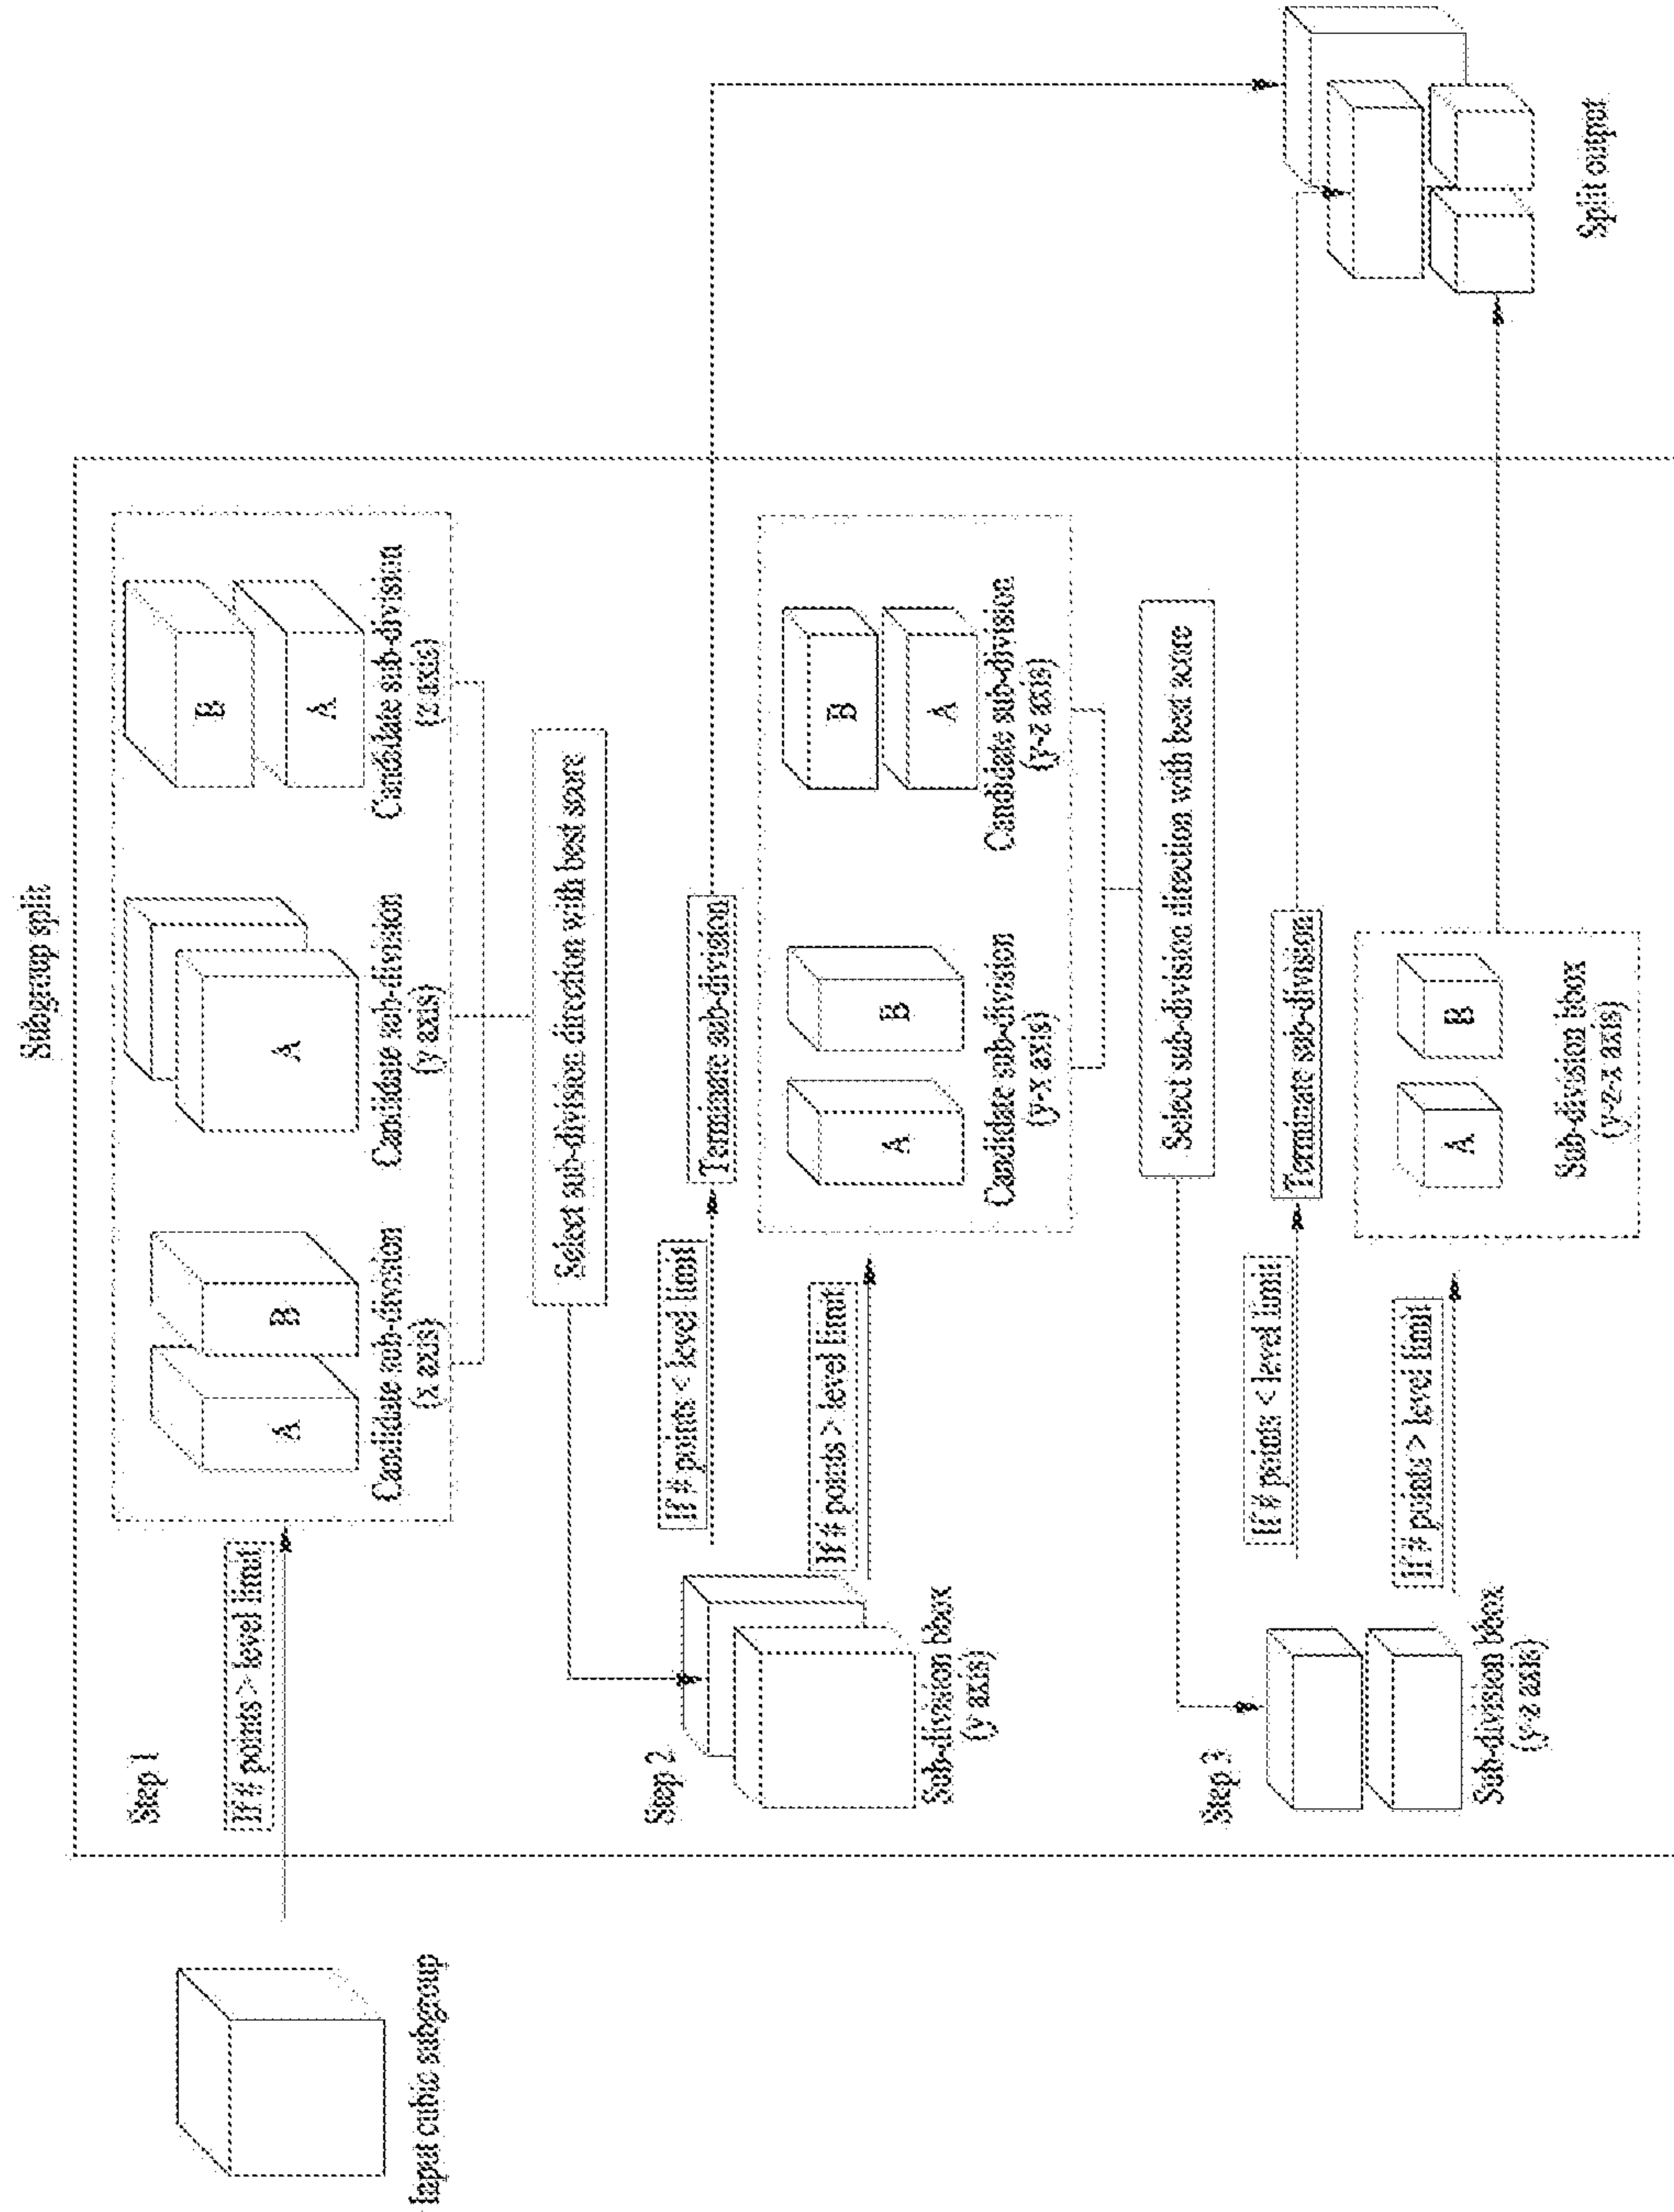 Subgroup split
Step 1
Input cubic subgroup
If # points > level limit
A
B
Candidate sub-division
(x axis)
A
Candidate sub-division
(y axis)
B
A
Candidate sub-division
(z axis)
Select sub-division direction with best score
Step 2
Sub-division bbox
(y axis)
If # points < level limit
Terminate sub-division
If # points > level limit
A
B
Candidate sub-division
(y-x axis)
B
A
Candidate sub-division
(y-z axis)
Select sub-division direction with best score
Step 3
Sub-division bbox
(y-z axis)
If # points < level limit
Terminate sub-division
If # points > level limit
A
B
Sub-division bbox
(y-z-x axis)
Split output